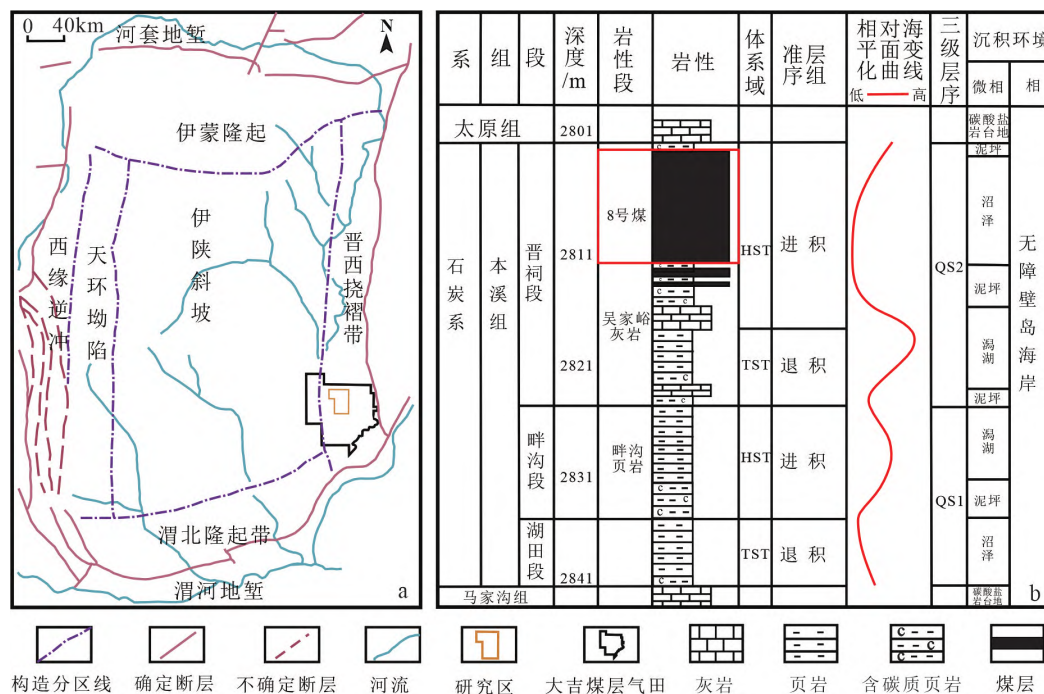 0 40km
N
河套地堑
伊蒙隆起
西缘逆冲
天环坳陷
伊陕斜坡
晋西挠褶带
渭北隆起带
渭河地堑
a
系
组
段
深度/m
岩性段
岩性
体系域
准层序组
相对海平面变化曲线
低
高
三级层序
沉积环境
微相
相
太原组
2801
碳酸盐岩台地
石炭系
本溪组
晋祠段
畔沟段
湖田段
2811
2821
2831
2841
8号煤
吴家峪灰岩
畔沟页岩
HST
TST
HST
TST
进积
退积
进积
退积
QS2
QS1
泥坪
沼泽
泥坪
潟湖
泥坪
潟湖
泥坪
沼泽
无障壁岛海岸
马家沟组
碳酸盐岩台地
b
构造分区线
确定断层
不确定断层
河流
研究区
大吉煤层气田
灰岩
页岩
含碳质页岩
煤层